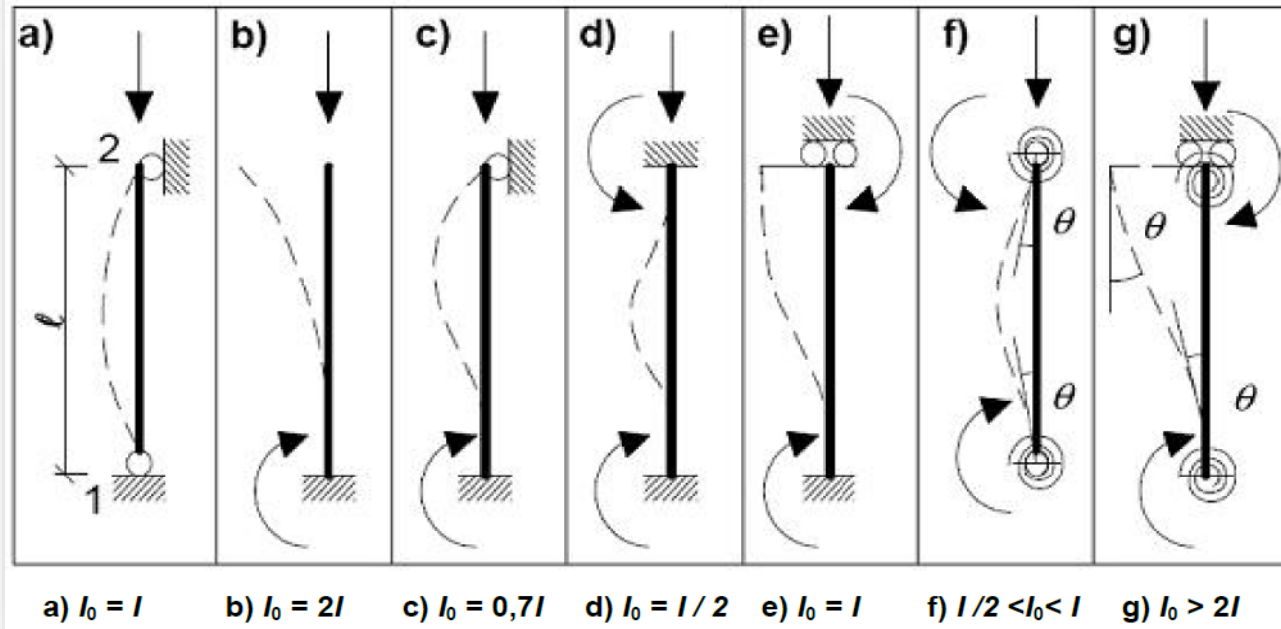 a) b) c) d) e) f) g)
2
θ θ
ℓ
θ θ
1
a) l₀ = l b) l₀ = 2l c) l₀ = 0,7l d) l₀ = l / 2 e) l₀ = l f) l /2 <l₀< l g) l₀ > 2l